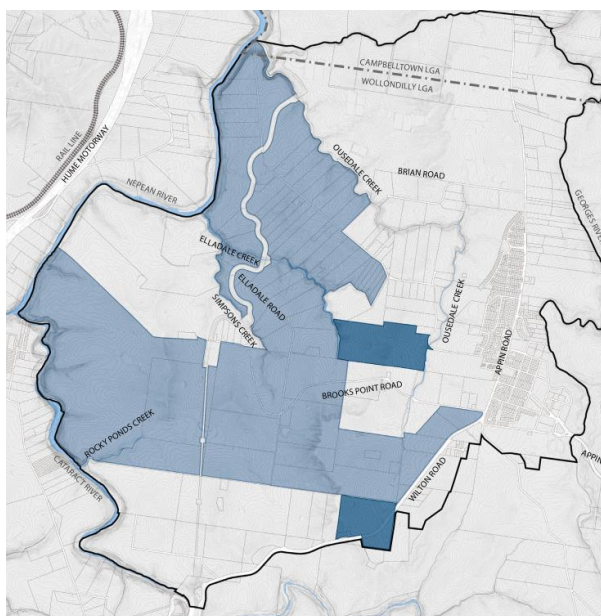 CAMPBELLTOWN LGA
WOLLONDILLY LGA
RAIL LINE
HUME MOTORWAY
NEPEAN RIVER
OUSEDALE CREEK
BRIAN ROAD
GEORGES RIVER
ELLADALE CREEK
ELLADALE ROAD
SIMPSONS CREEK
OUSEDALE CREEK
APPIN ROAD
BROOKS POINT ROAD
ROCKY PONDS CREEK
CATARACT RIVER
WILTON ROAD
APPIN